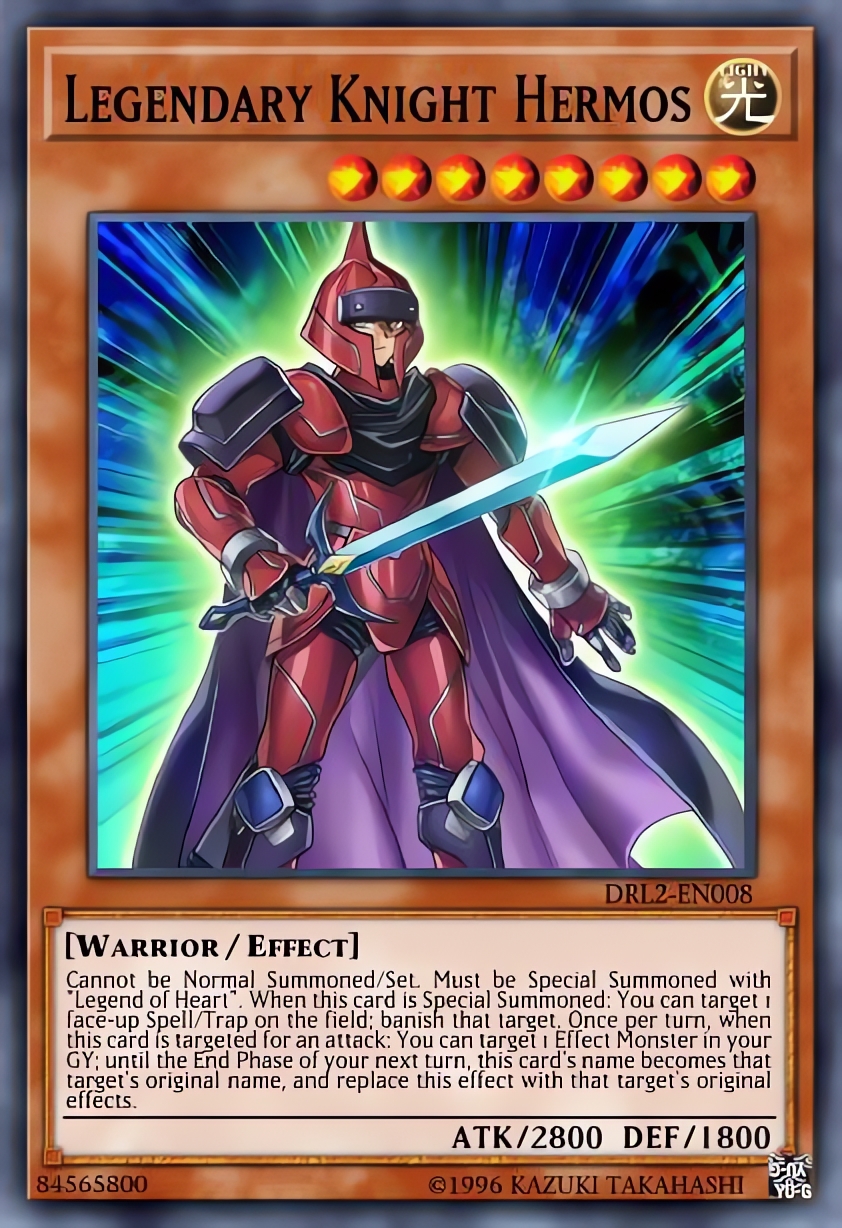 LEGENDARY KNIGHT HERMOS
LIGHT
光
DRL2-EN008
[WARRIOR / EFFECT]
Cannot be Normal Summoned/Set. Must be Special Summoned with
"Legend of Heart". When this card is Special Summoned: You can target 1
face-up Spell/Trap on the field; banish that target. Once per turn, when
this card is targeted for an attack: You can target 1 Effect Monster in your
GY; until the End Phase of your next turn, this card's name becomes that
target's original name, and replace this effect with that target's original
effects.
ATK/2800 DEF/1800
84565800 ©1996 KAZUKI TAKAHASHI